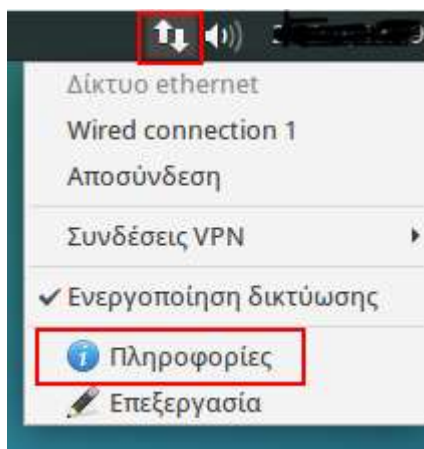 Δίκτυο ethernet
Wired connection 1
Αποσύνδεση
Συνδέσεις VPN
Ενεργοποίηση δικτύωσης
Πληροφορίες
Επεξεργασία